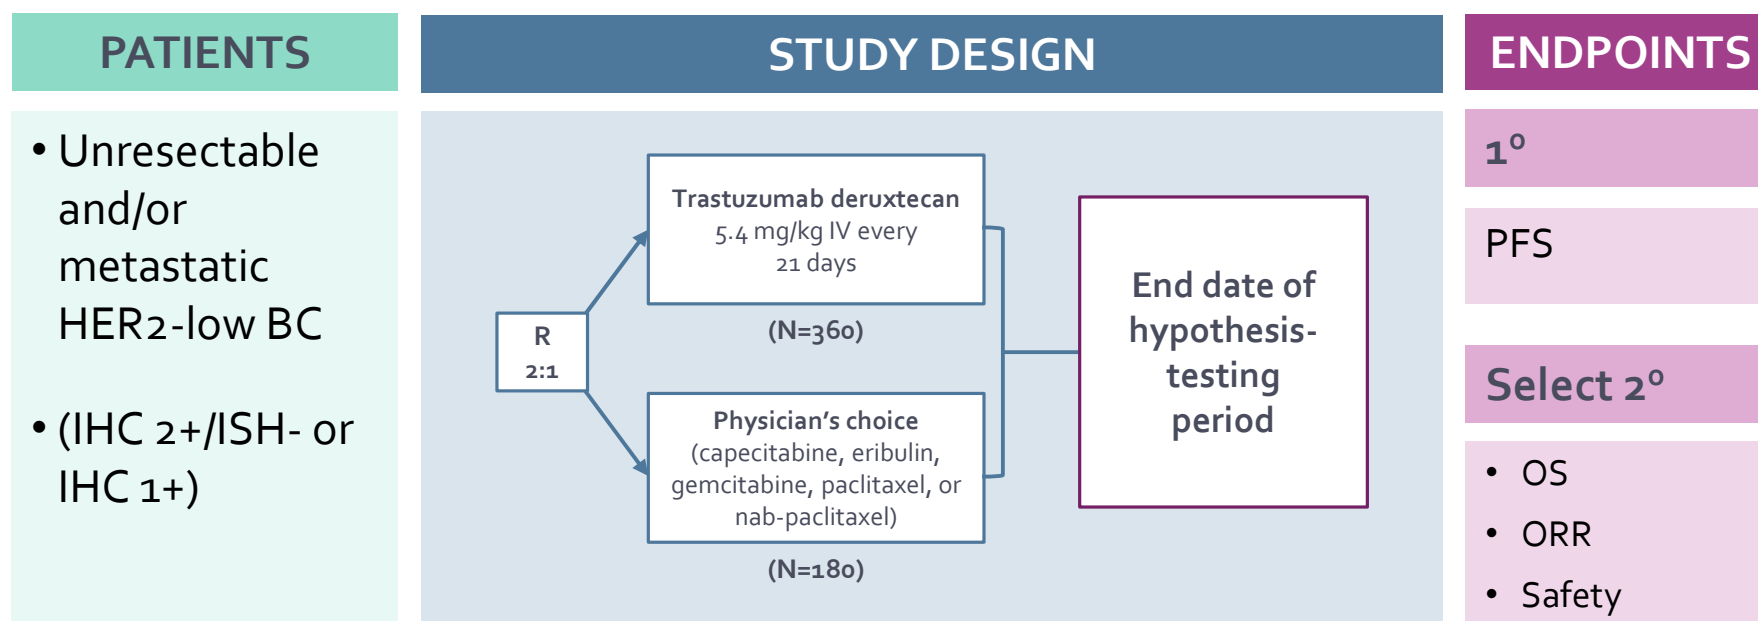 PATIENTS
• Unresectable
and/or
metastatic
HER2-low BC
• (IHC 2+/ISH- or
IHC 1+)
STUDY DESIGN
R
2:1
Trastuzumab deruxtecan
5.4 mg/kg IV every
21 days
(N=360)
Physician’s choice
(capecitabine, eribulin,
gemcitabine, paclitaxel, or
nab-paclitaxel)
(N=180)
End date of
hypothesis-
testing
period
ENDPOINTS
1⁰
PFS
Select 2⁰
• OS
• ORR
• Safety